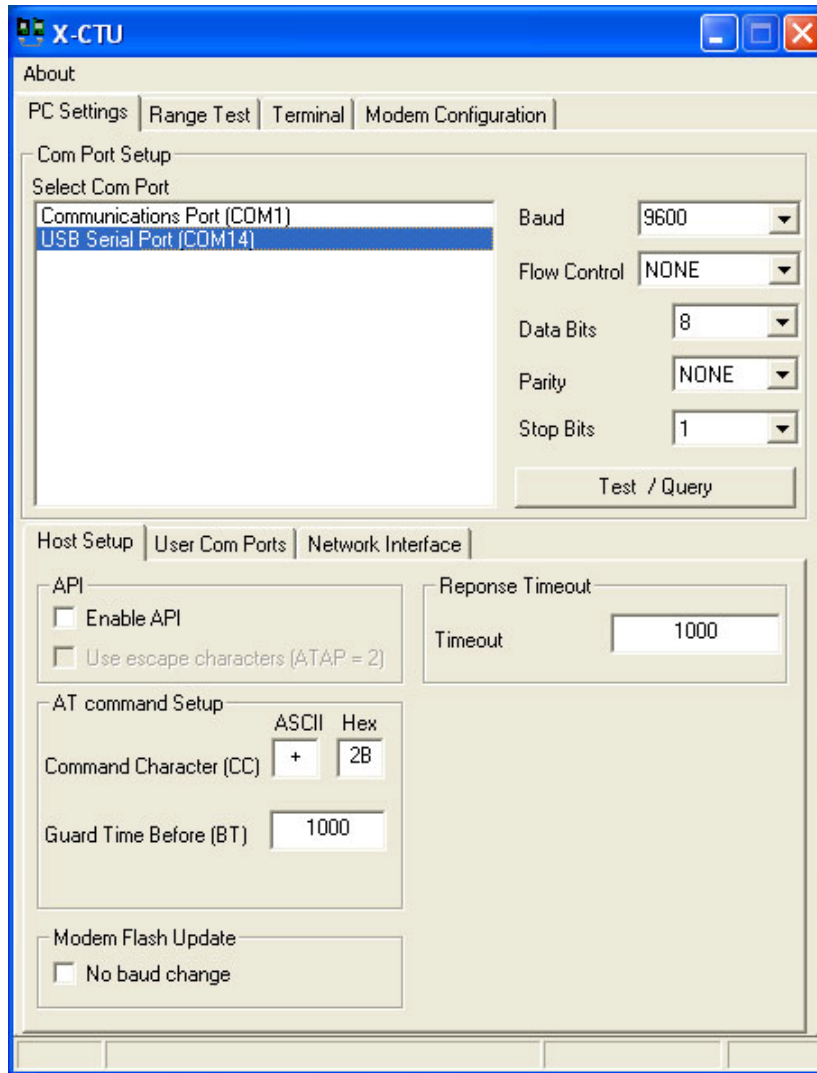 X-CTU
About
PC Settings Range Test Terminal Modem Configuration
Com Port Setup
Select Com Port
Communications Port (COM1)
USB Serial Port (COM14)
Baud 9600
Flow Control NONE
Data Bits 8
Parity NONE
Stop Bits 1
Test / Query
Host Setup User Com Ports Network Interface
API
Enable API
Use escape characters (ATAP = 2)
Reponse Timeout
Timeout 1000
AT command Setup
ASCII Hex
Command Character (CC) + 2B
Guard Time Before (BT) 1000
Modem Flash Update
No baud change